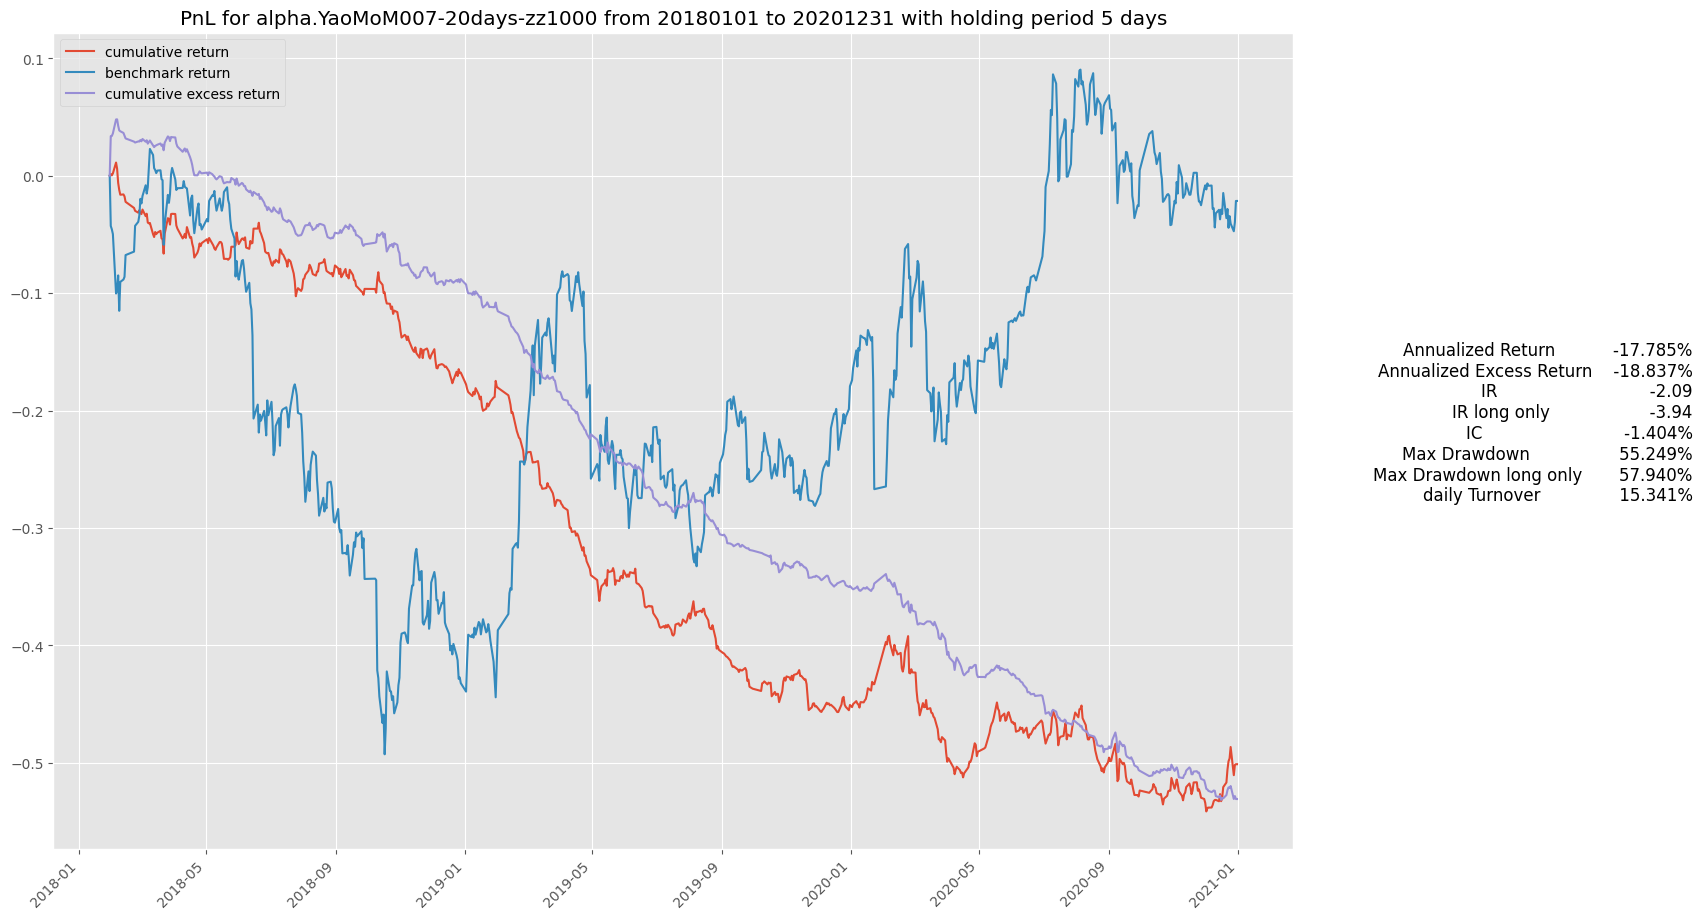 PnL for alpha.YaoMoM007-20days-zz1000 from 20180101 to 20201231 with holding period 5 days
cumulative return
benchmark return
cumulative excess return
0.1
0.0
−0.1
−0.2
−0.3
−0.4
−0.5
2018-01
2018-05
2018-09
2019-01
2019-05
2019-09
2020-01
2020-05
2020-09
2021-01
Annualized Return -17.785%
Annualized Excess Return -18.837%
IR -2.09
IR long only -3.94
IC -1.404%
Max Drawdown 55.249%
Max Drawdown long only 57.940%
daily Turnover 15.341%